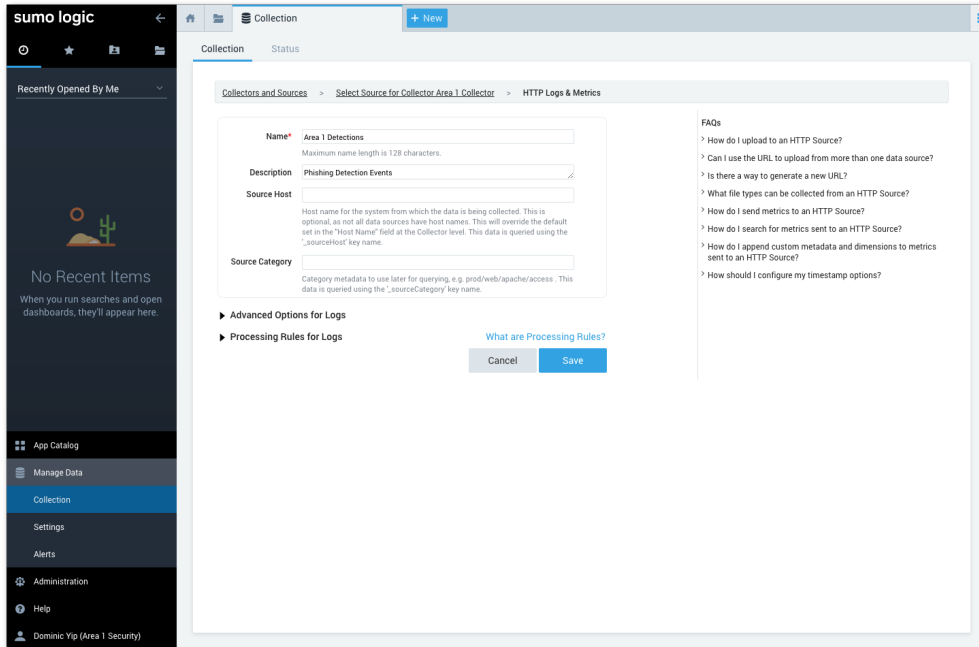 sumo logic
Recently Opened By Me
No Recent Items
When you run searches and open
dashboards, they'll appear here.
App Catalog
Manage Data
Collection
Settings
Alerts
Administration
Help
Dominic Yip (Area 1 Security)
Collection
+ New
Collection
Status
Collectors and Sources > Select Source for Collector Area 1 Collector > HTTP Logs & Metrics
Name* Area 1 Detections
Maximum name length is 128 characters.
Description Phishing Detection Events
Source Host
Host name for the system from which the data is being collected. This is
optional, as not all data sources have host names. This will override the default
set in the "Host Name" field at the Collector level. This data is queried using the
'_sourceHost' key name.
Source Category
Category metadata to use later for querying, e.g. prod/web/apache/access . This
data is queried using the '_sourceCategory' key name.
Advanced Options for Logs
Processing Rules for Logs
What are Processing Rules?
Cancel
Save
FAQs
How do I upload to an HTTP Source?
Can I use the URL to upload from more than one data source?
Is there a way to generate a new URL?
What file types can be collected from an HTTP Source?
How do I send metrics to an HTTP Source?
How do I search for metrics sent to an HTTP Source?
How do I append custom metadata and dimensions to metrics
sent to an HTTP Source?
How should I configure my timestamp options?